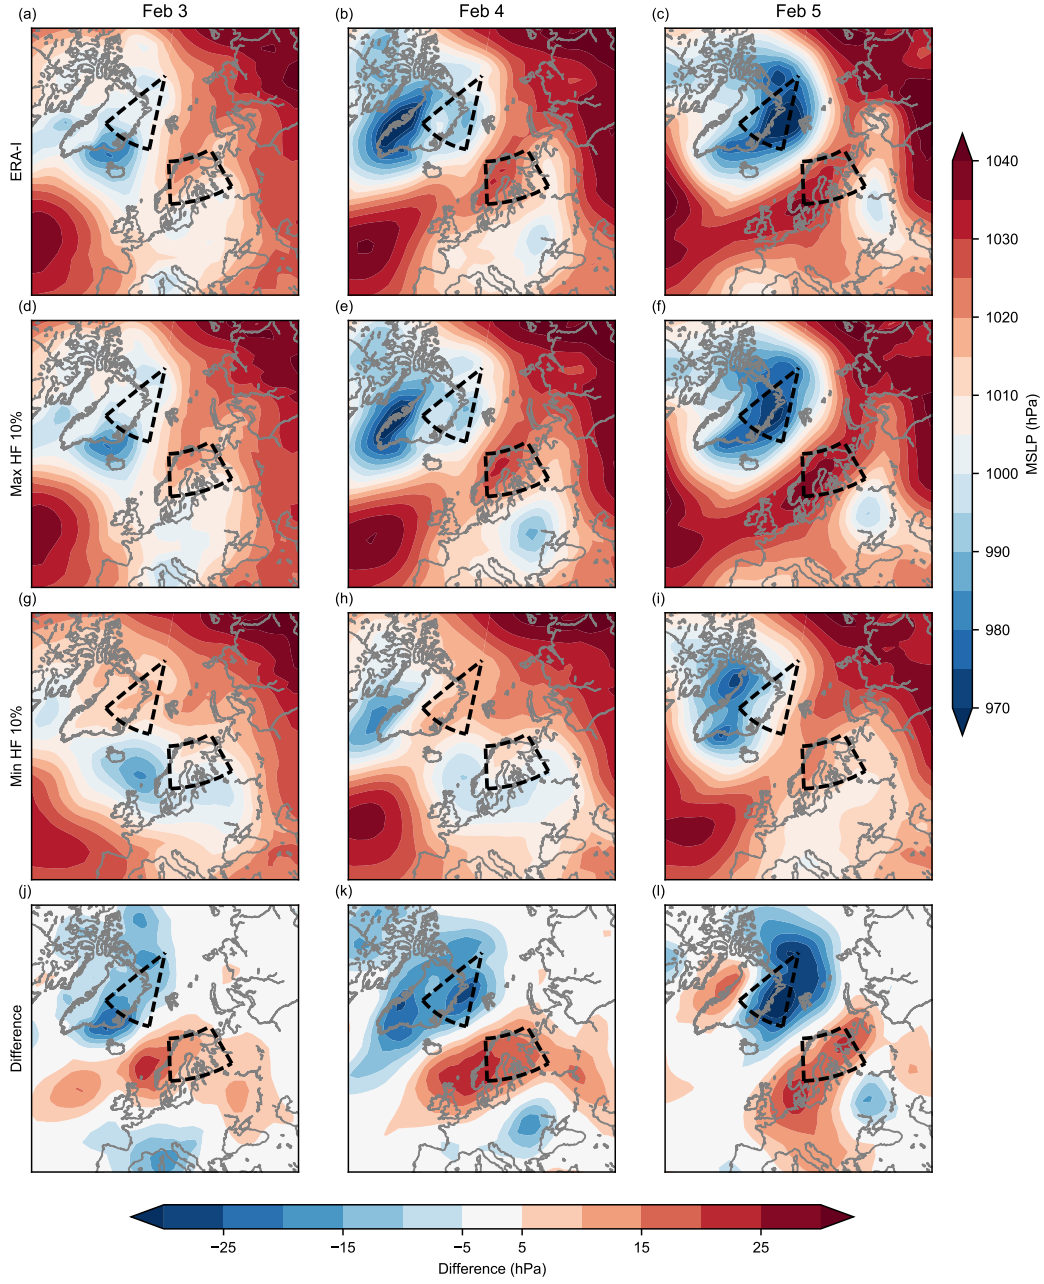 Feb 3
Feb 4
Feb 5
(a)
(b)
(c)
ERA-I
(d)
(e)
(f)
Max HF 10%
(g)
(h)
(i)
Min HF 10%
(j)
(k)
(l)
Difference
1040
1030
1020
1010
1000
990
980
970
MSLP (hPa)
−25
−15
−5
5
15
25
Difference (hPa)